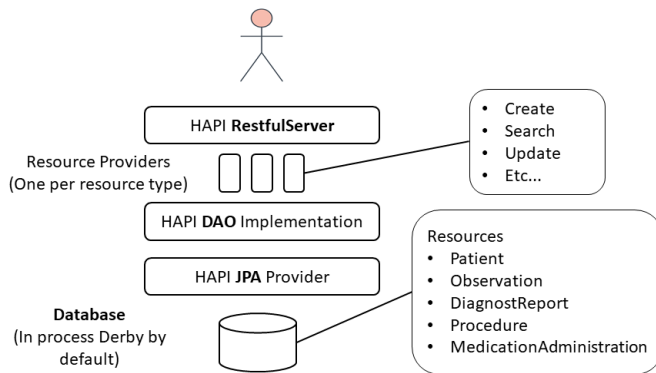 HAPI RestfulServer
Resource Providers
(One per resource type)
• Create
• Search
• Update
• Etc...
HAPI DAO Implementation
HAPI JPA Provider
Database
(In process Derby by
default)
Resources
• Patient
• Observation
• DiagnostReport
• Procedure
• MedicationAdministration